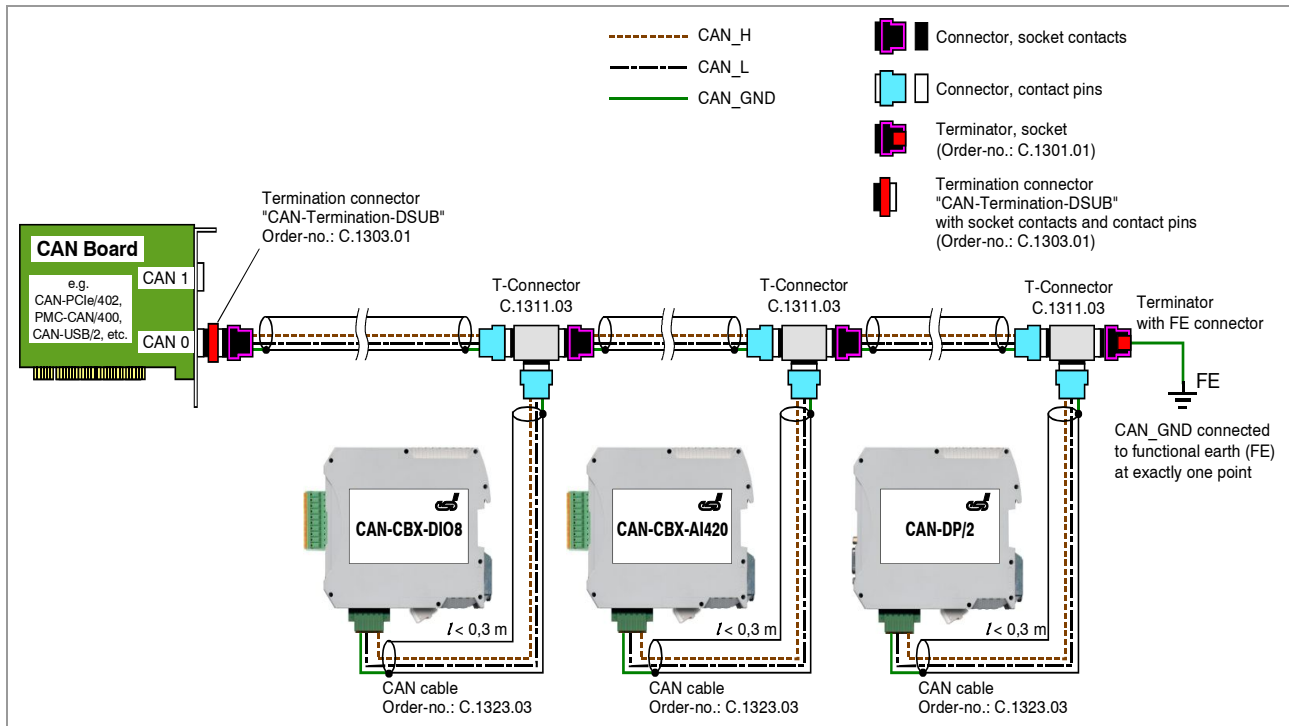 CAN_H
CAN_L
CAN_GND
Connector, socket contacts
Connector, contact pins
Terminator, socket
(Order-no.: C.1301.01)
Termination connector
"CAN-Termination-DSUB"
with socket contacts and contact pins
(Order-no.: C.1303.01)
Termination connector
"CAN-Termination-DSUB"
Order-no.: C.1303.01
CAN Board
e.g.
CAN-PCIe/402,
PMC-CAN/400,
CAN-USB/2, etc.
CAN 1
CAN 0
T-Connector
C.1311.03
T-Connector
C.1311.03
T-Connector
C.1311.03
Terminator
with FE connector
FE
CAN_GND connected
to functional earth (FE)
at exactly one point
CAN-CBX-DIO8
CAN-CBX-AI420
CAN-DP/2
l < 0,3 m
l < 0,3 m
l < 0,3 m
CAN cable
Order-no.: C.1323.03
CAN cable
Order-no.: C.1323.03
CAN cable
Order-no.: C.1323.03